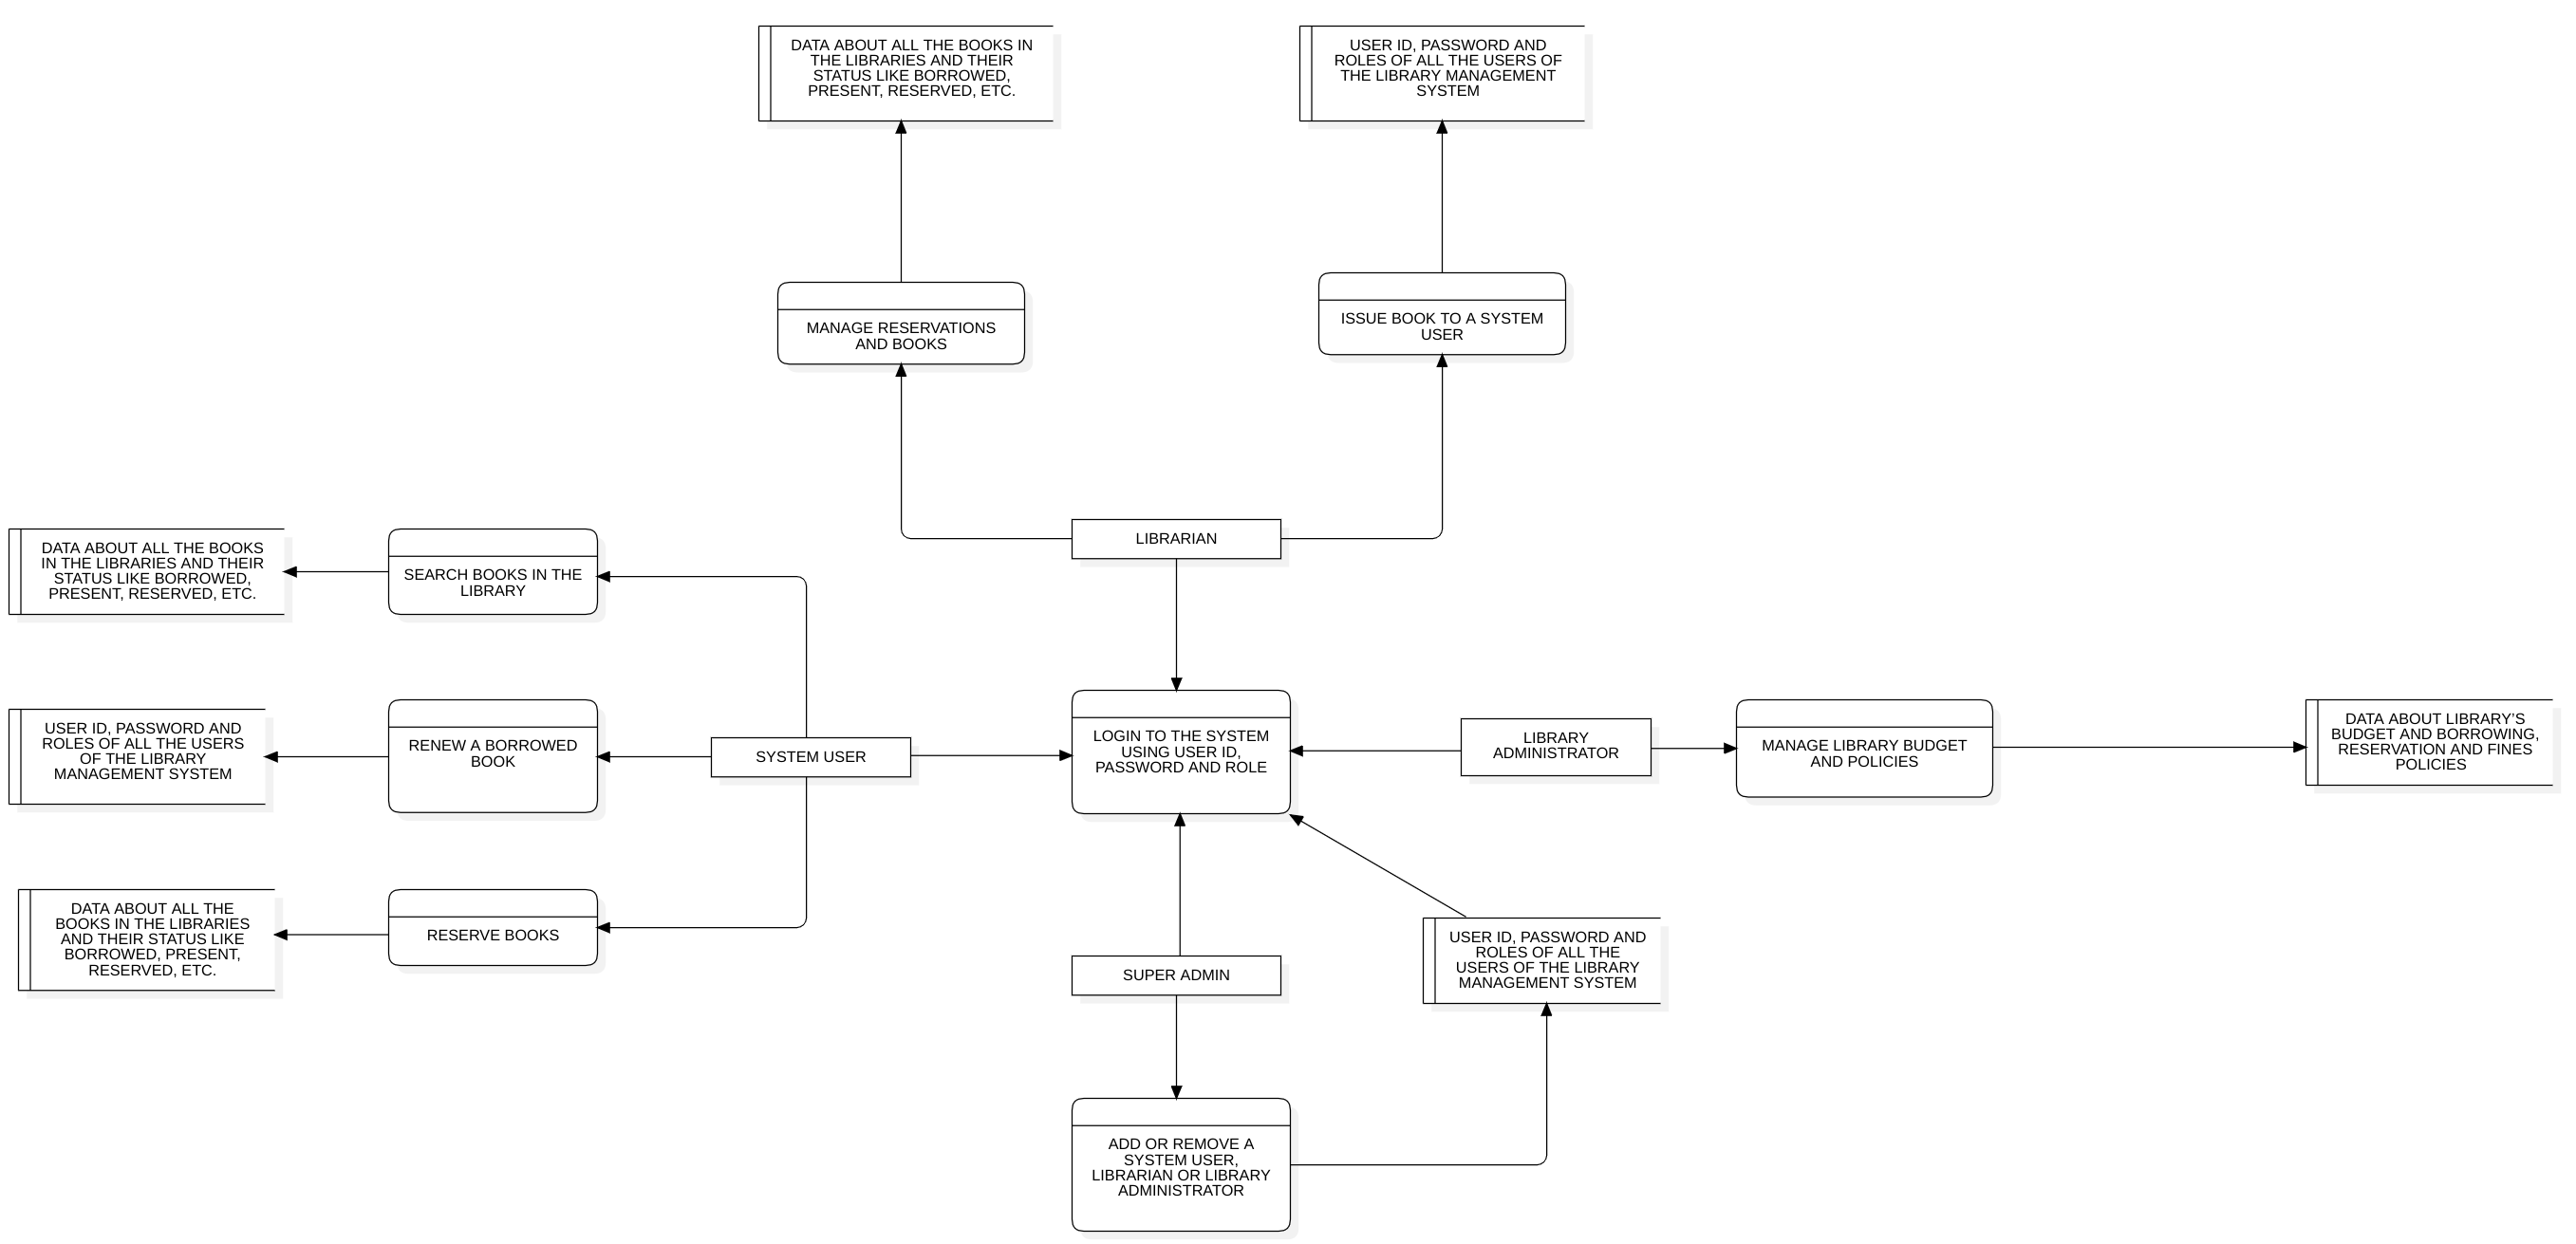 DATA ABOUT ALL THE BOOKS IN
THE LIBRARIES AND THEIR
STATUS LIKE BORROWED,
PRESENT, RESERVED, ETC.
USER ID, PASSWORD AND
ROLES OF ALL THE USERS OF
THE LIBRARY MANAGEMENT
SYSTEM
MANAGE RESERVATIONS
AND BOOKS
ISSUE BOOK TO A SYSTEM
USER
LIBRARIAN
DATA ABOUT ALL THE BOOKS
IN THE LIBRARIES AND THEIR
STATUS LIKE BORROWED,
PRESENT, RESERVED, ETC.
SEARCH BOOKS IN THE
LIBRARY
USER ID, PASSWORD AND
ROLES OF ALL THE USERS
OF THE LIBRARY
MANAGEMENT SYSTEM
RENEW A BORROWED
BOOK
SYSTEM USER
LOGIN TO THE SYSTEM
USING USER ID,
PASSWORD AND ROLE
LIBRARY
ADMINISTRATOR
MANAGE LIBRARY BUDGET
AND POLICIES
DATA ABOUT LIBRARY’S
BUDGET AND BORROWING,
RESERVATION AND FINES
POLICIES
DATA ABOUT ALL THE
BOOKS IN THE LIBRARIES
AND THEIR STATUS LIKE
BORROWED, PRESENT,
RESERVED, ETC.
RESERVE BOOKS
SUPER ADMIN
USER ID, PASSWORD AND
ROLES OF ALL THE
USERS OF THE LIBRARY
MANAGEMENT SYSTEM
ADD OR REMOVE A
SYSTEM USER,
LIBRARIAN OR LIBRARY
ADMINISTRATOR